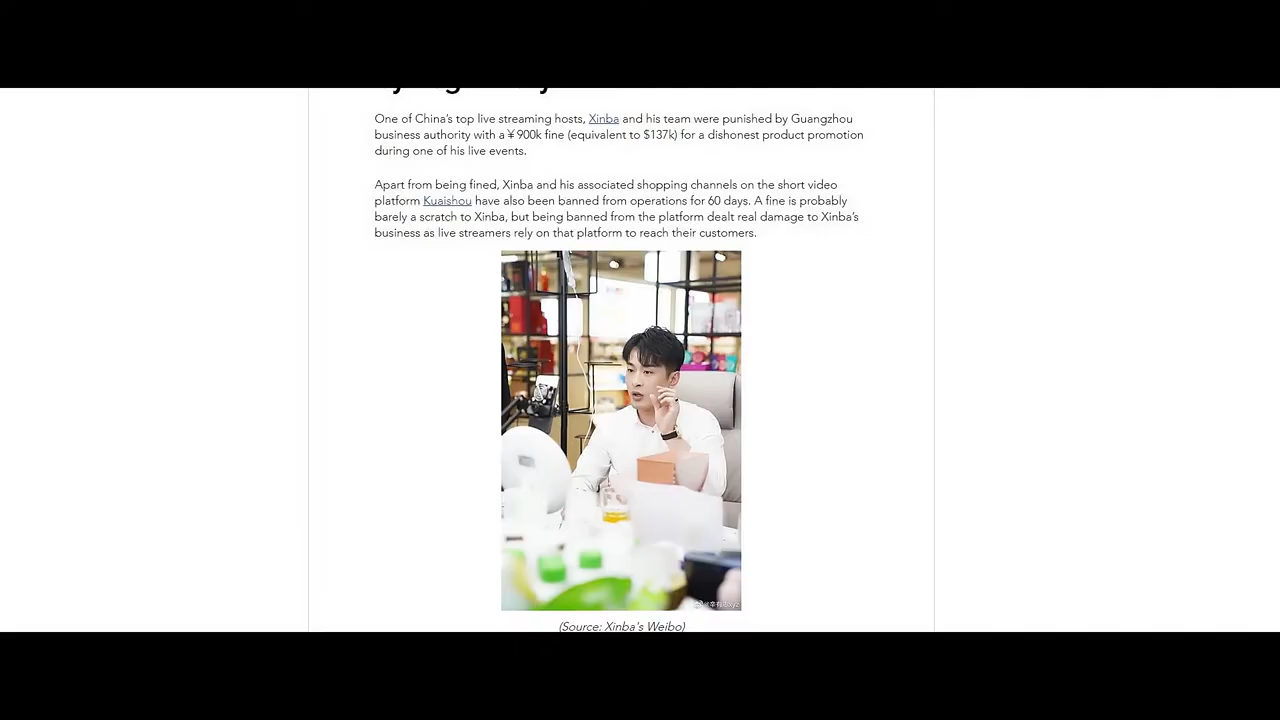 One of China's top live streaming hosts, Xinba and his team were punished by Guangzhou
business authority with a ¥900k fine (equivalent to $137k) for a dishonest product promotion
during one of his live events.
Apart from being fined, Xinba and his associated shopping channels on the short video
platform Kuaishou have also been banned from operations for 60 days. A fine is probably
barely a scratch to Xinba, but being banned from the platform dealt real damage to Xinba's
business as live streamers rely on that platform to reach their customers.
(Source: Xinba's Weibo)